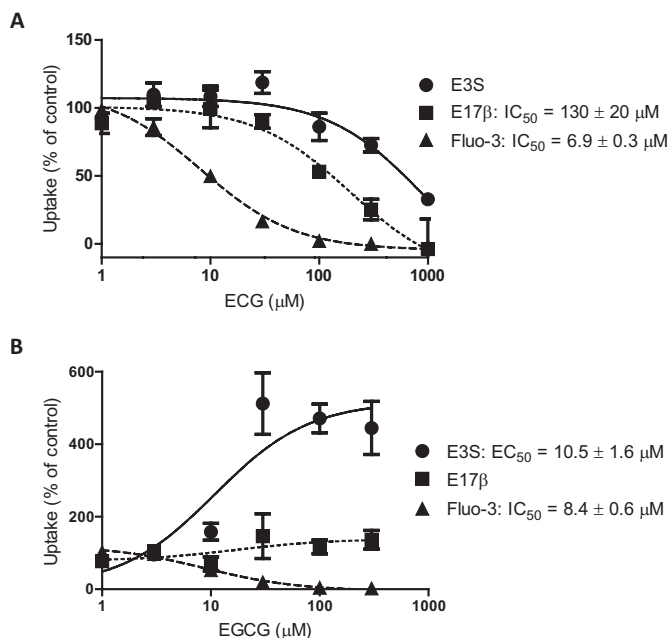 A
150
100
50
0
Uptake (% of control)
1
10
100
1000
ECG (μM)
E3S
E17β: IC50 = 130 ± 20 μM
Fluo-3: IC50 = 6.9 ± 0.3 μM
B
600
400
200
0
Uptake (% of control)
1
10
100
1000
EGCG (μM)
E3S: EC50 = 10.5 ± 1.6 μM
E17β
Fluo-3: IC50 = 8.4 ± 0.6 μM